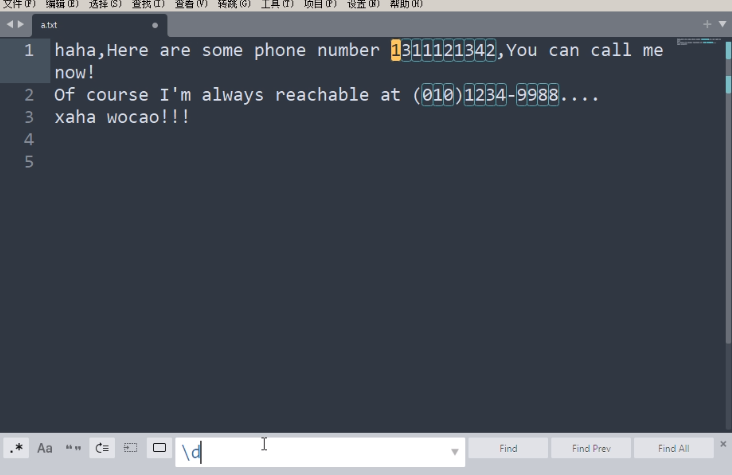 文件(F) 编辑(E) 选择(S) 查找(I) 查看(V) 转跳(G) 工具(T) 项目(P) 设置(N) 帮助(H)
a.txt
1 haha,Here are some phone number 1311121342,You can call me
now!
2 Of course I'm always reachable at (010)1234-9988....
3 xaha wocao!!!
4
5
.* Aa “” \d Find Find Prev Find All